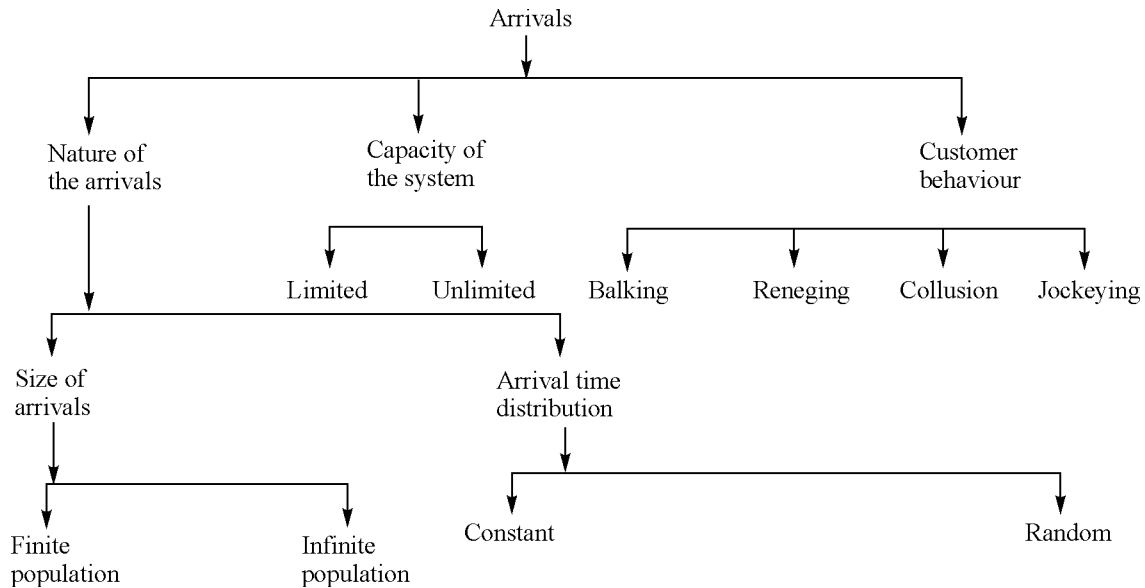 Arrivals
Nature of
the arrivals
Capacity of
the system
Customer
behaviour
Limited
Unlimited
Balking
Reneging
Collusion
Jockeying
Size of
arrivals
Arrival time
distribution
Finite
population
Infinite
population
Constant
Random